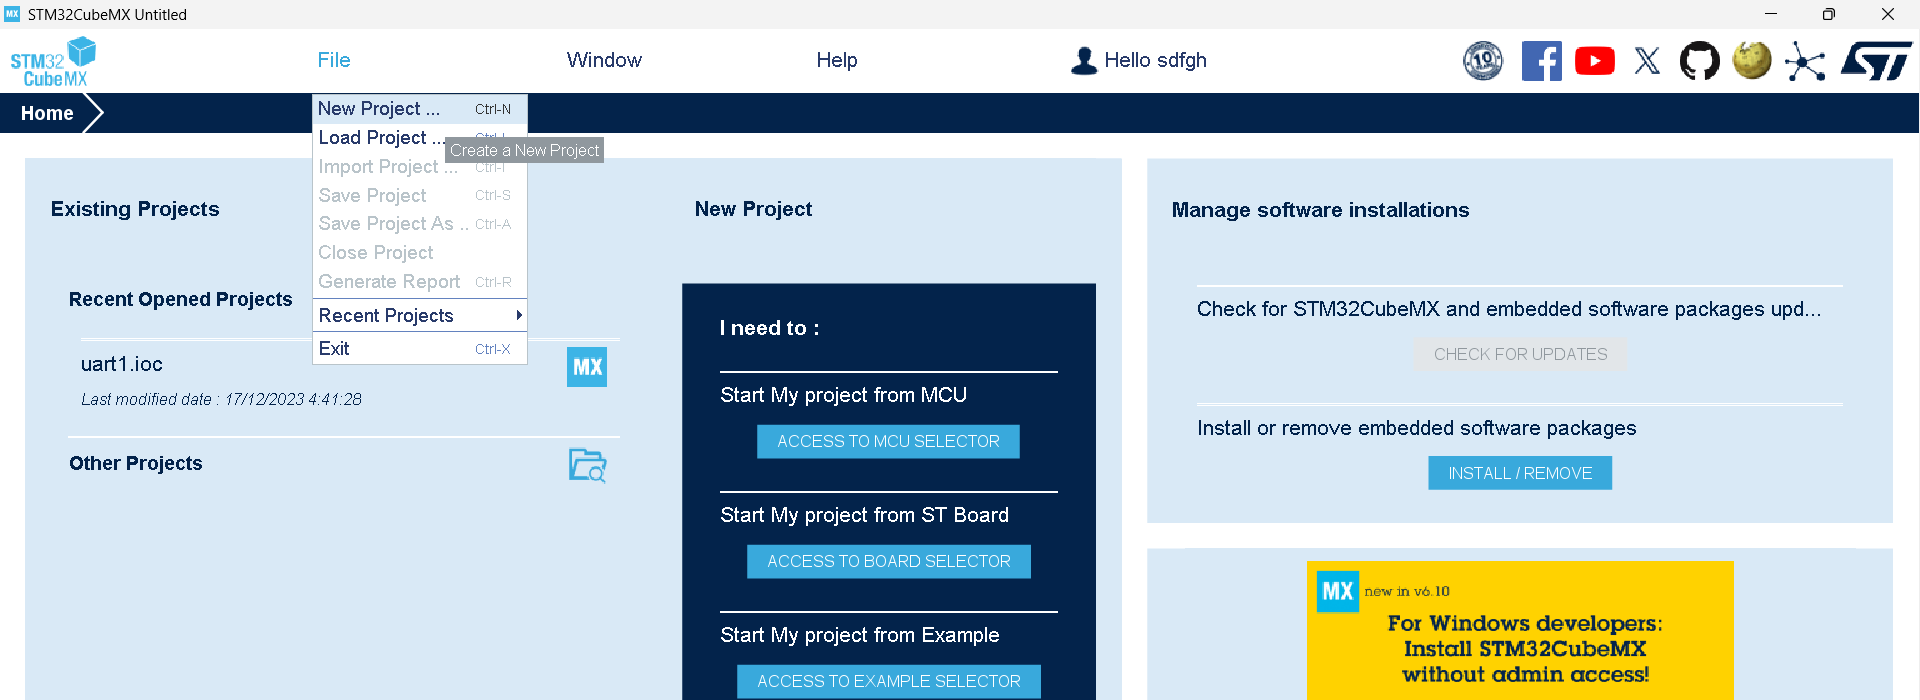 MX STM32CubeMX Untitled
STM32
CubeMX
File
Window
Help
Hello sdfgh
10
YEARS
Home
New Project ... Ctrl-N
Load Project ...
Create a New Project
Import Project ...
Save Project Ctrl-S
Save Project As .. Ctrl-A
Close Project
Generate Report Ctrl-R
Recent Projects
Exit Ctrl-X
Existing Projects
Recent Opened Projects
uart1.ioc
MX
Last modified date : 17/12/2023 4:41:28
Other Projects
New Project
I need to :
Start My project from MCU
ACCESS TO MCU SELECTOR
Start My project from ST Board
ACCESS TO BOARD SELECTOR
Start My project from Example
ACCESS TO EXAMPLE SELECTOR
Manage software installations
Check for STM32CubeMX and embedded software packages upd...
CHECK FOR UPDATES
Install or remove embedded software packages
INSTALL / REMOVE
MX new in v6.10
For Windows developers:
Install STM32CubeMX
without admin access!